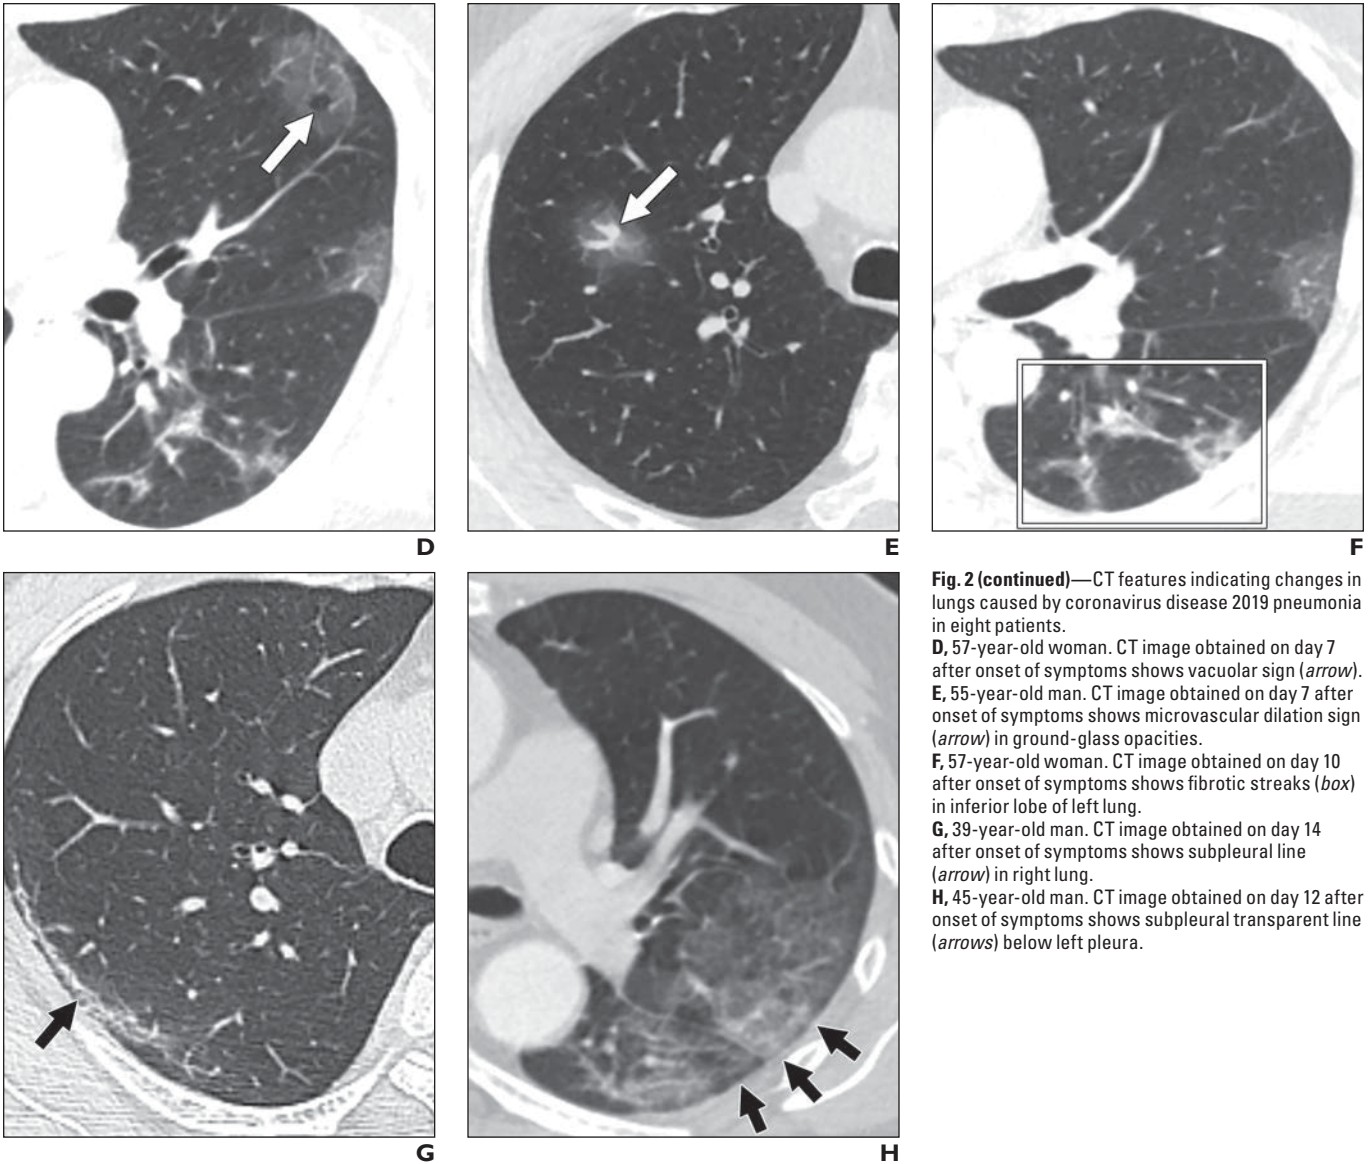 D
E
F
G
H
Fig. 2 (continued)—CT features indicating changes in
lungs caused by coronavirus disease 2019 pneumonia
in eight patients.
D, 57-year-old woman. CT image obtained on day 7
after onset of symptoms shows vacuolar sign (arrow).
E, 55-year-old man. CT image obtained on day 7 after
onset of symptoms shows microvascular dilation sign
(arrow) in ground-glass opacities.
F, 57-year-old woman. CT image obtained on day 10
after onset of symptoms shows fibrotic streaks (box)
in inferior lobe of left lung.
G, 39-year-old man. CT image obtained on day 14
after onset of symptoms shows subpleural line
(arrow) in right lung.
H, 45-year-old man. CT image obtained on day 12 after
onset of symptoms shows subpleural transparent line
(arrows) below left pleura.